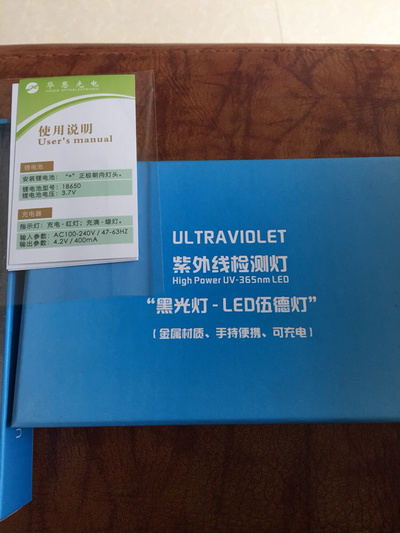 华思光电
使用说明
User's manual
锂电池
安装锂电池: "+" 正极朝向灯头。
锂电池型号: 18650
锂电池电压: 3.7V
充电器
指示灯: 充电-红灯; 充满-绿灯。
输入参数: AC100-240V / 47-63HZ
输出参数: 4.2V / 400mA
ULTRAVIOLET
紫外线检测灯
High Power UV-365nm LED
“黑光灯-LED伍德灯”
(金属材质、手持便携、可充电)